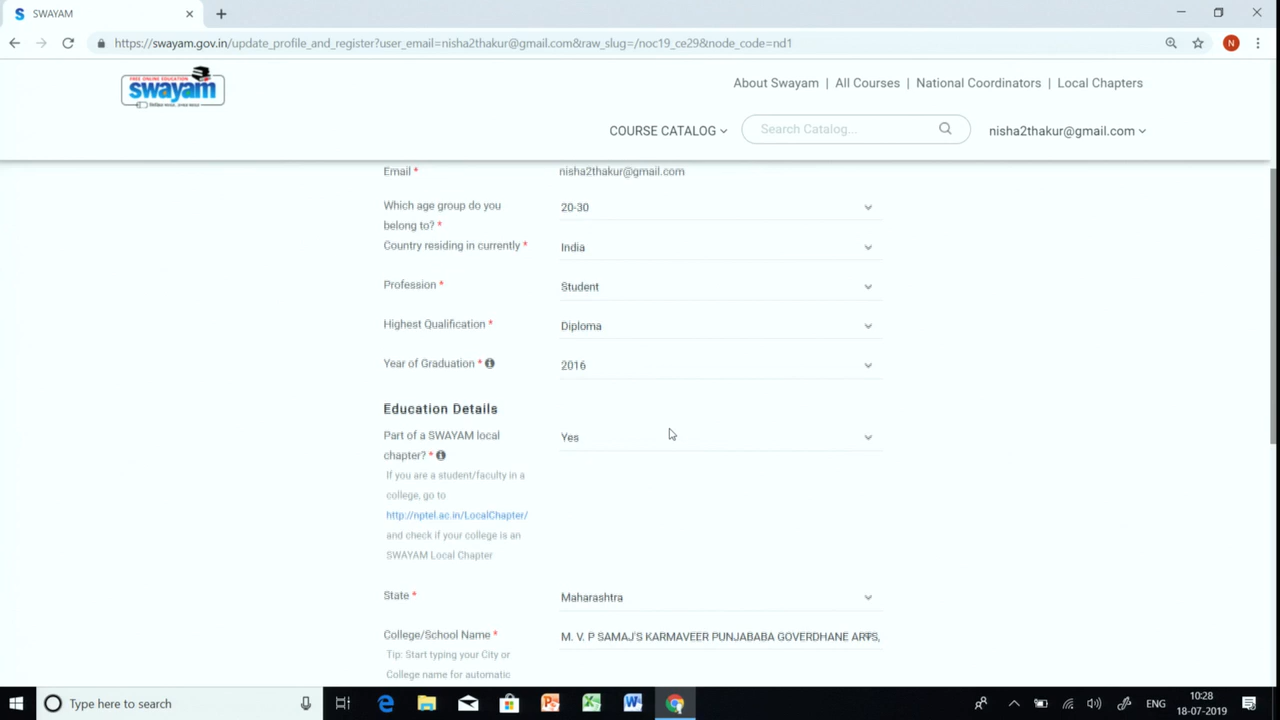 SWAYAM
https://swayam.gov.in/update_profile_and_register?user_email=nisha2thakur@gmail.com&raw_slug=/noc19_ce29&node_code=nd1
N
FREE ONLINE EDUCATION
swayam
About Swayam | All Courses | National Coordinators | Local Chapters
COURSE CATALOG
Search Catalog...
nisha2thakur@gmail.com
Email * nisha2thakur@gmail.com
Which age group do you
belong to? *
20-30
Country residing in currently * India
Profession * Student
Highest Qualification * Diploma
Year of Graduation * 2016
Education Details
Part of a SWAYAM local
chapter? *
Yes
If you are a student/faculty in a
college, go to
http://nptel.ac.in/LocalChapter/
and check if your college is an
SWAYAM Local Chapter
State * Maharashtra
College/School Name * M. V. P SAMAJ'S KARMAVEER PUNJABABA GOVERDHANE ARTS,
Tip: Start typing your City or
College name for automatic
Type here to search
ENG
10:28
18-07-2019